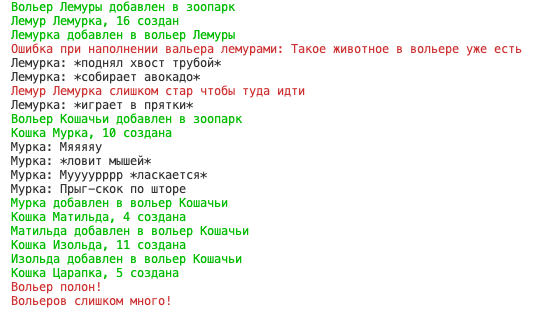 Вольер Лемуры добавлен в зоопарк
Лемур Лемурка, 16 создан
Лемурка добавлен в вольер Лемуры
Ошибка при наполнении вальера лемурами: Такое животное в вольере уже есть
Лемурка: *поднял хвост трубой*
Лемурка: *собирает авокадо*
Лемур Лемурка слишком стар чтобы туда идти
Лемурка: *играет в прятки*
Вольер Кошачьи добавлен в зоопарк
Кошка Мурка, 10 создана
Мурка: Мяяяяу
Мурка: *ловит мышей*
Мурка: Муууурррр *ласкается*
Мурка: Прыг-скок по шторе
Мурка добавлен в вольер Кошачьи
Кошка Матильда, 4 создана
Матильда добавлен в вольер Кошачьи
Кошка Изольда, 11 создана
Изольда добавлен в вольер Кошачьи
Кошка Царапка, 5 создана
Вольер полон!
Вольеров слишком много!